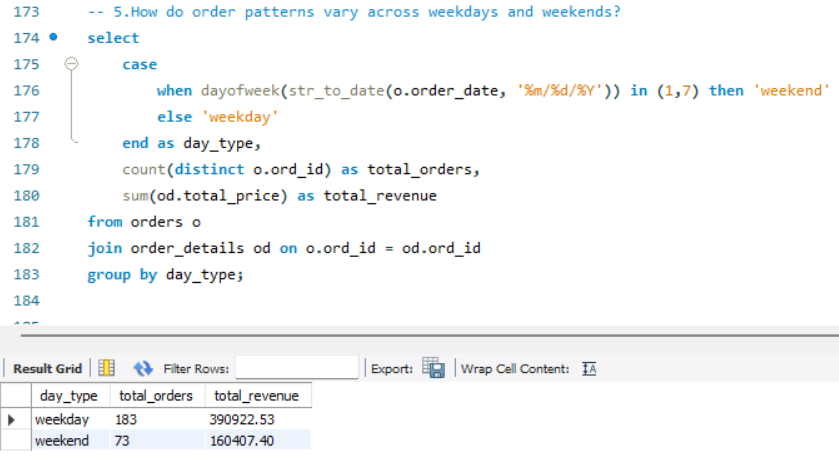 173 -- 5.How do order patterns vary across weekdays and weekends?
174 select
175 case
176 when dayofweek(str_to_date(o.order_date, '%m/%d/%Y')) in (1,7) then 'weekend'
177 else 'weekday'
178 end as day_type,
179 count(distinct o.ord_id) as total_orders,
180 sum(od.total_price) as total_revenue
181 from orders o
182 join order_details od on o.ord_id = od.ord_id
183 group by day_type;
184
Result Grid Filter Rows: Export: Wrap Cell Content:
day_type total_orders total_revenue
weekday 183 390922.53
weekend 73 160407.40